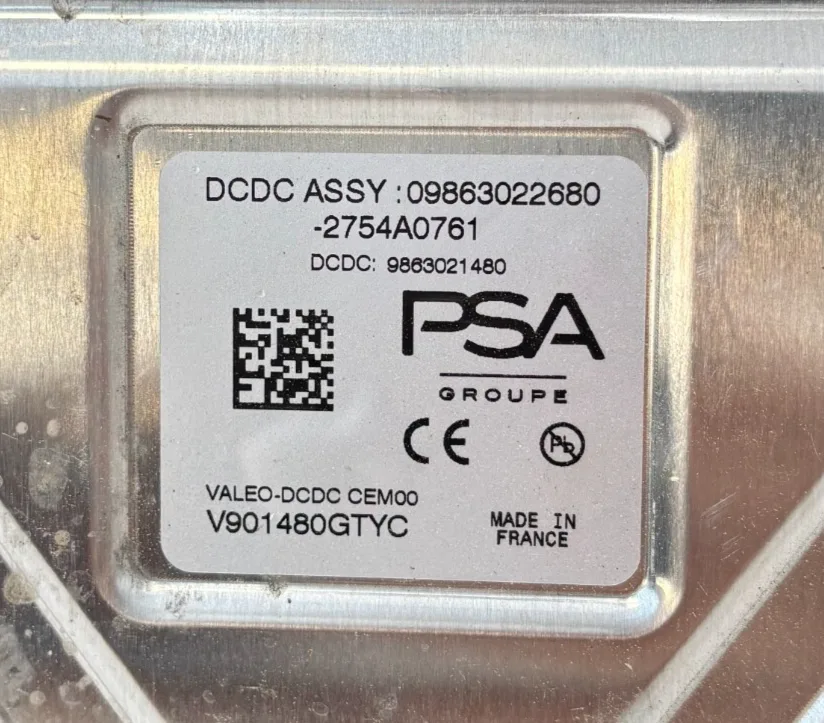 DCDC ASSY :09863022680
-2754A0761
DCDC: 9863021480
PSA
GROUPE
CE
Pb
VALEO-DCDC CEM00
V901480GTYC
MADE IN
FRANCE